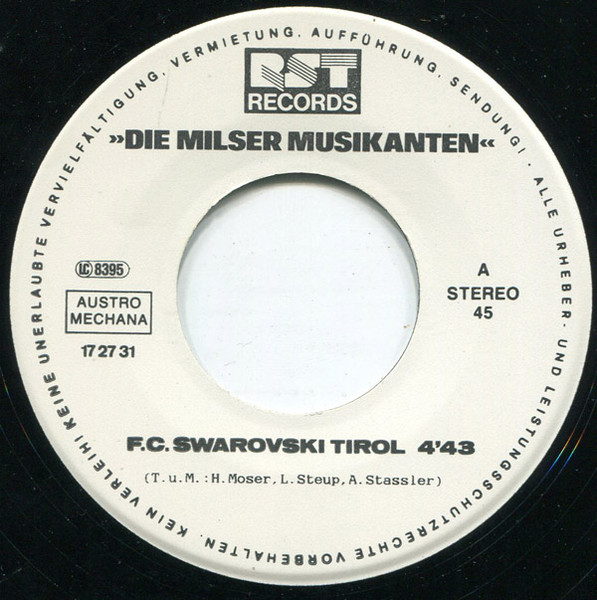 RST
RECORDS
»DIE MILSER MUSIKANTEN«
LC 8395
AUSTRO
MECHANA
17 27 31
A
STEREO
45
F.C. SWAROVSKI TIROL 4'43
(T.u.M.:H.Moser,L.Steup,A.Stassler)
ALLE URHEBER- UND LEISTUNGSSCHUTZRECHTE VORBEHALTEN. KEIN VERLEIH! KEINE UNERLAUBTE VERVIELFÄLTIGUNG, VERMIETUNG, AUFFÜHRUNG, SENDUNG!